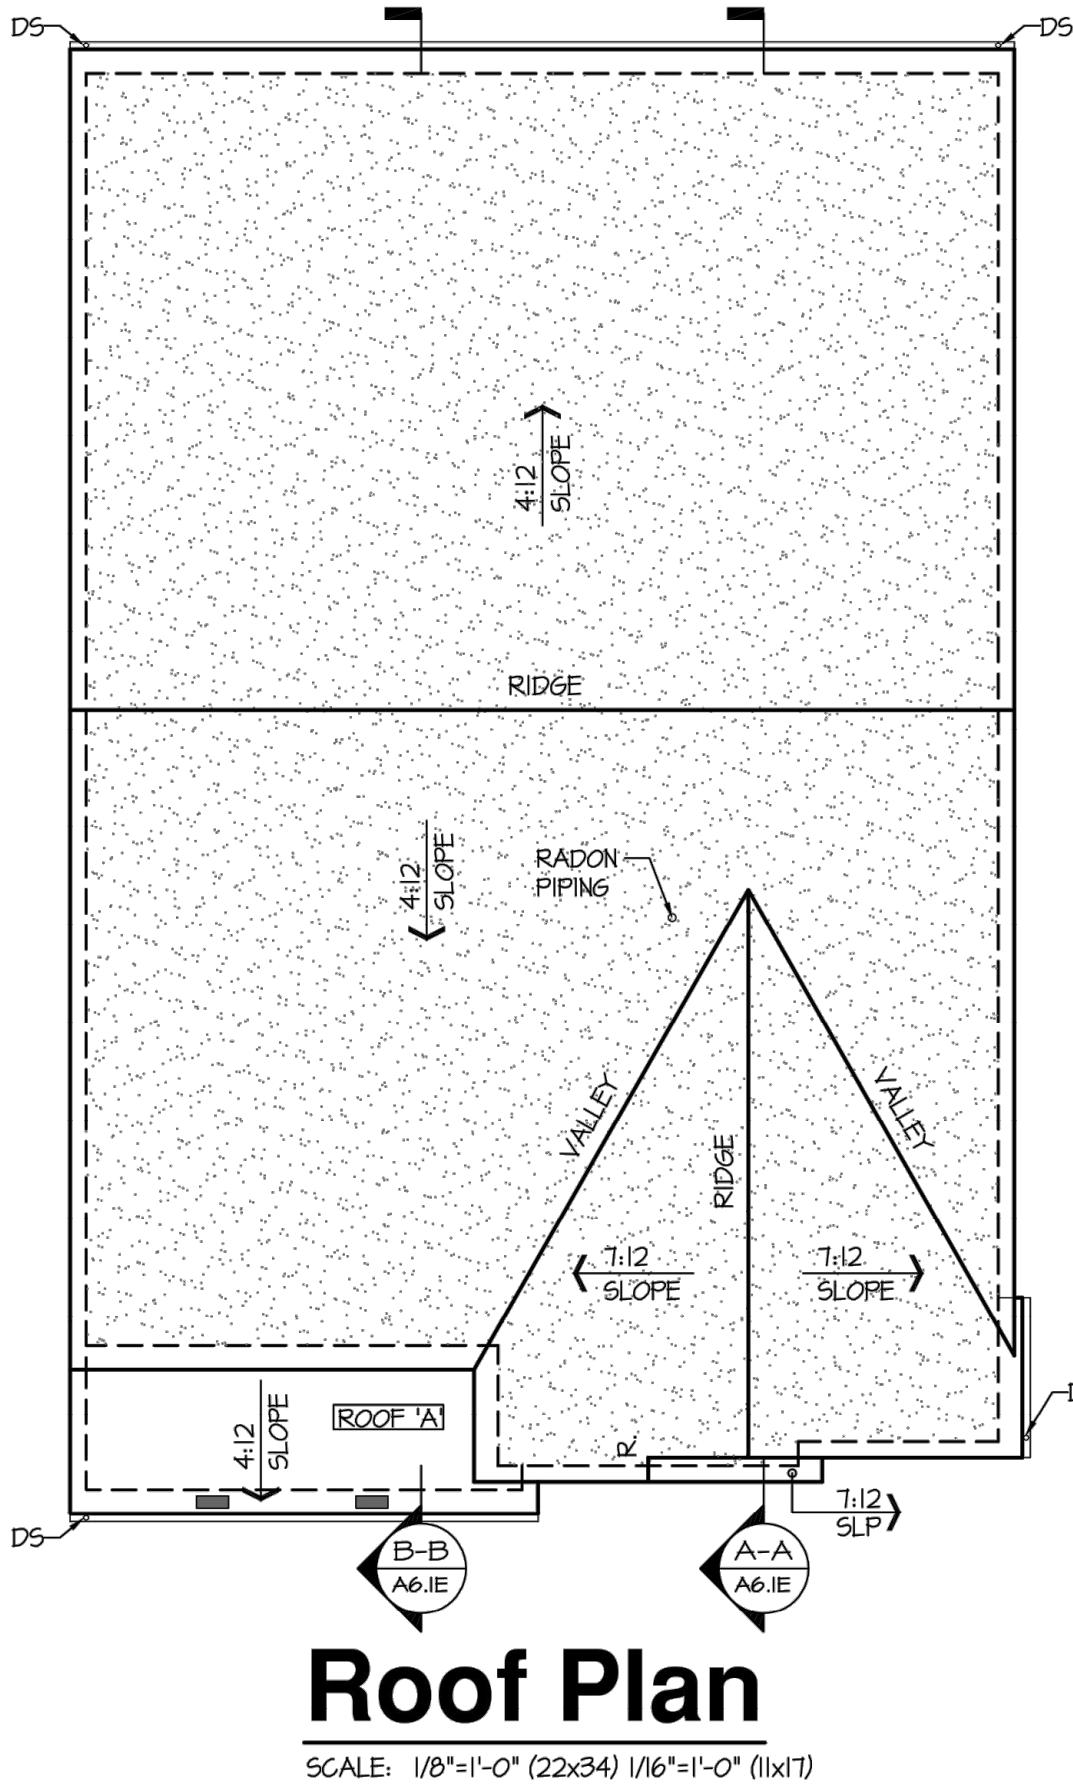 DS
DS
4:12
SLOPE
RIDGE
4:12
SLOPE
RADON
PIPING
VALLEY
VALLEY
RIDGE
7:12
SLOPE
7:12
SLOPE
4:12
SLOPE
ROOF 'A'
R.
7:12
SLP
DS
B-B
A6.1E
A-A
A6.1E
Roof Plan
SCALE: 1/8"=1'-0" (22x34) 1/16"=1'-0" (11x17)